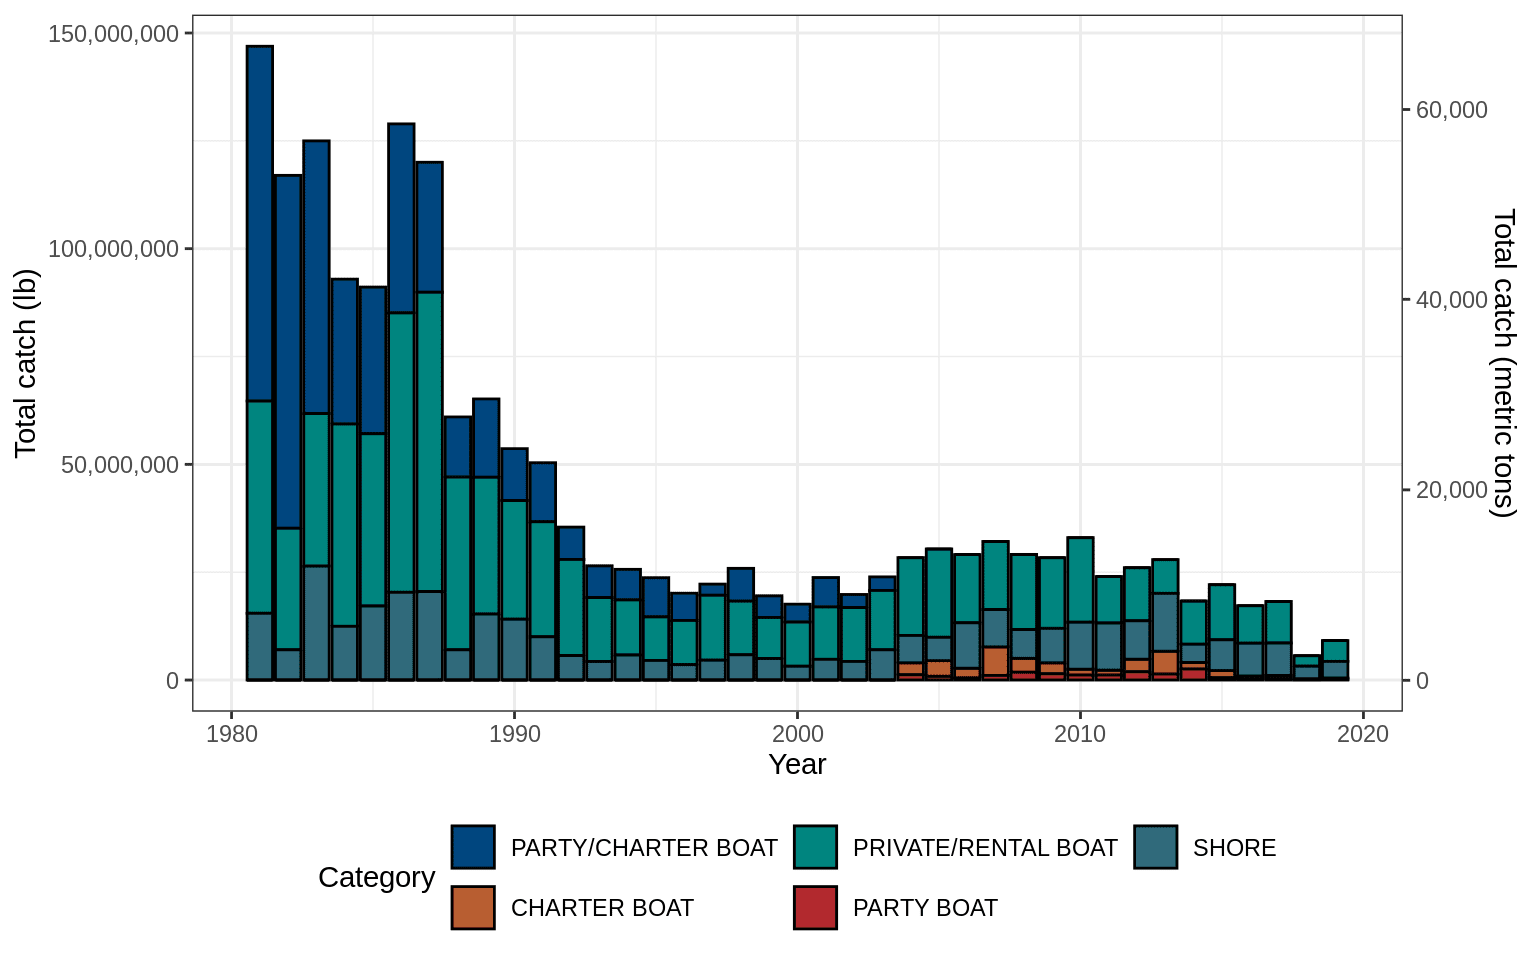 150,000,000
100,000,000
50,000,000
0
Total catch (lb)
60,000
40,000
20,000
0
Total catch (metric tons)
1980
1990
2000
2010
2020
Year
Category
PARTY/CHARTER BOAT
PRIVATE/RENTAL BOAT
SHORE
CHARTER BOAT
PARTY BOAT